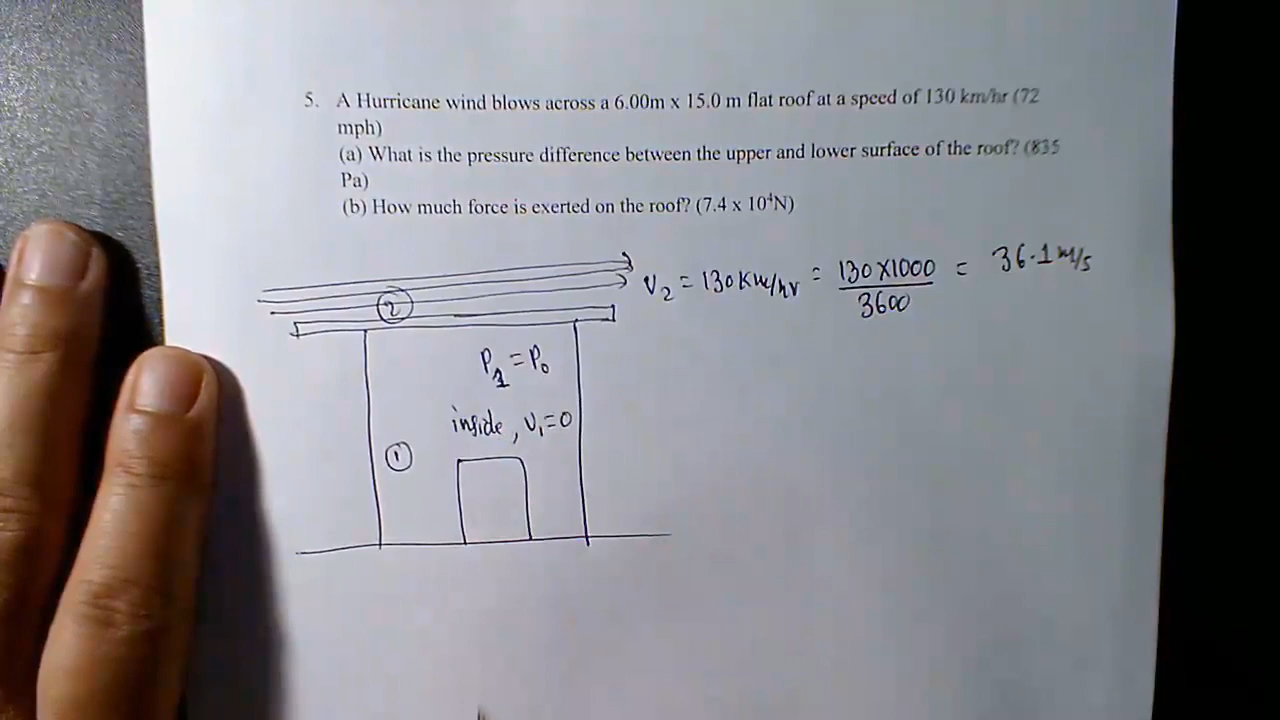 5. A Hurricane wind blows across a 6.00m x 15.0 m flat roof at a speed of 130 km/hr (72
mph)
(a) What is the pressure difference between the upper and lower surface of the roof? (835
Pa)
(b) How much force is exerted on the roof? (7.4 x 10⁴N)
V₂ = 130 Km/hr = 130×1000/3600 = 36.1 m/s
2
P₁ = P₀
inside, V₁=0
1